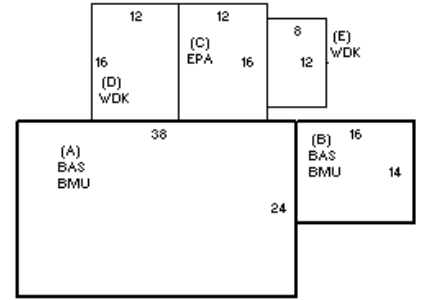 12 12
8 (E)
WDK
(C)
EPA
16 16 12
(D)
WDK
38
(A)
BAS
BMU
(B) 16
BAS
BMU 14
24